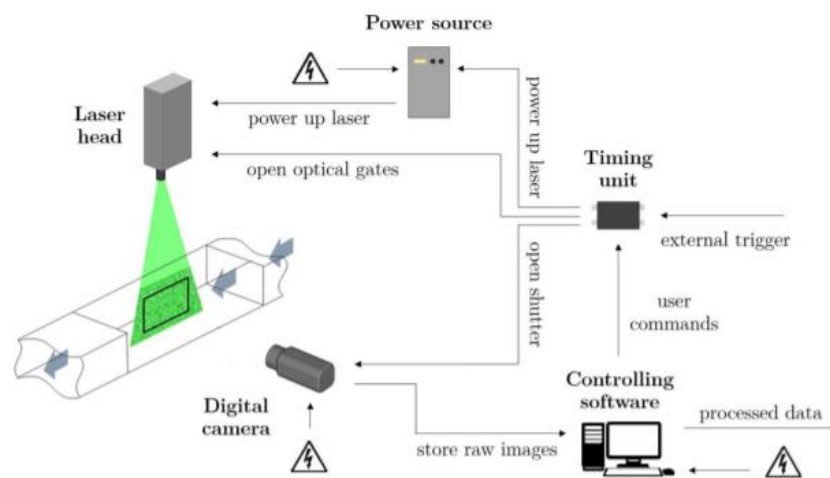 Power source
Laser
head
power up laser
power up laser
open optical gates
Timing
unit
external trigger
open shutter
user
commands
Digital
camera
Controlling
software
processed data
store raw images